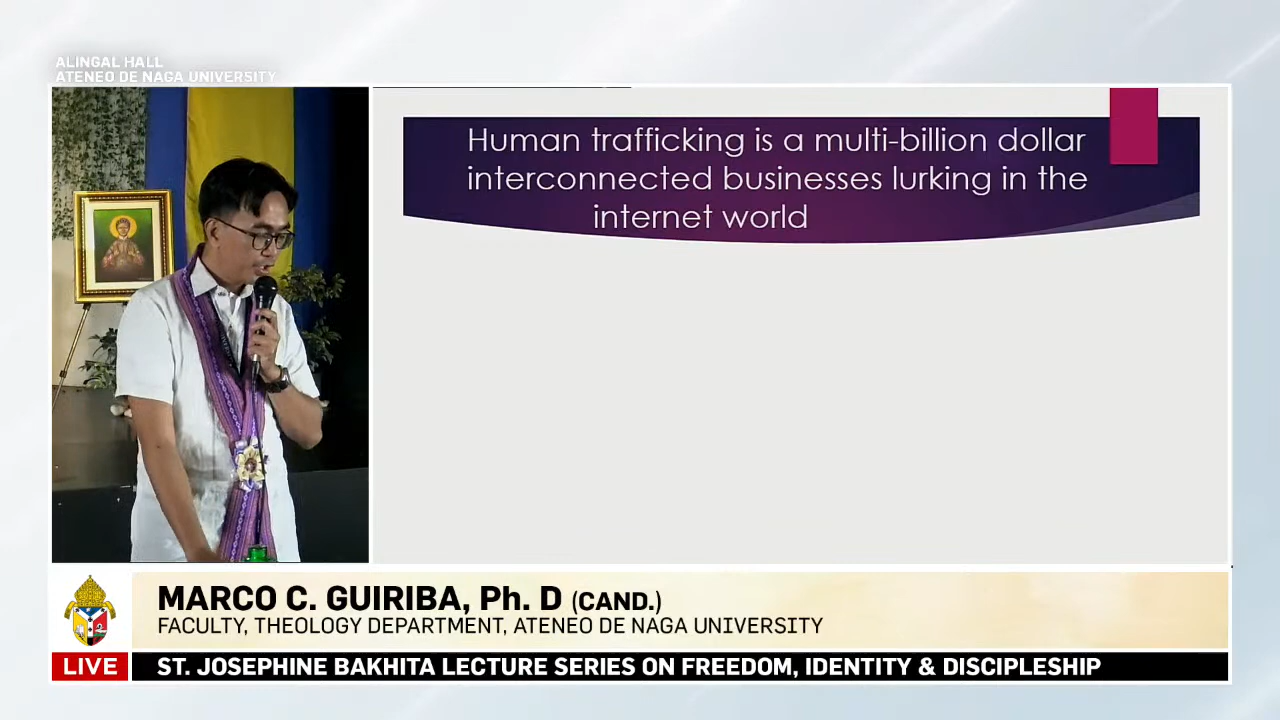 ALINGAL HALL
ATENEO DE NAGA UNIVERSITY
Human trafficking is a multi-billion dollar
interconnected businesses lurking in the
internet world
MARCO C. GUIRIBA, Ph. D (CAND.)
FACULTY, THEOLOGY DEPARTMENT, ATENEO DE NAGA UNIVERSITY
LIVE
ST. JOSEPHINE BAKHITA LECTURE SERIES ON FREEDOM, IDENTITY & DISCIPLESHIP